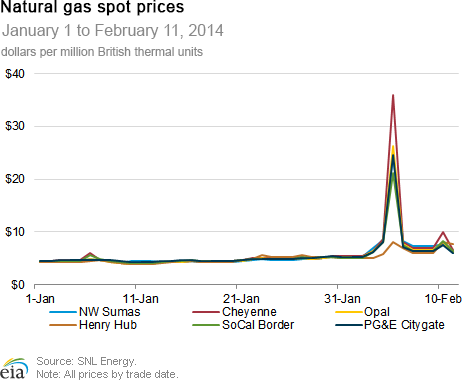 Natural gas spot prices
January 1 to February 11, 2014
dollars per million British thermal units
$40
$30
$20
$10
$0
1-Jan 11-Jan 21-Jan 31-Jan 10-Feb
NW Sumas Cheyenne Opal
Henry Hub SoCal Border PG&E Citygate
eia
Source: SNL Energy.
Note: All prices by trade date.